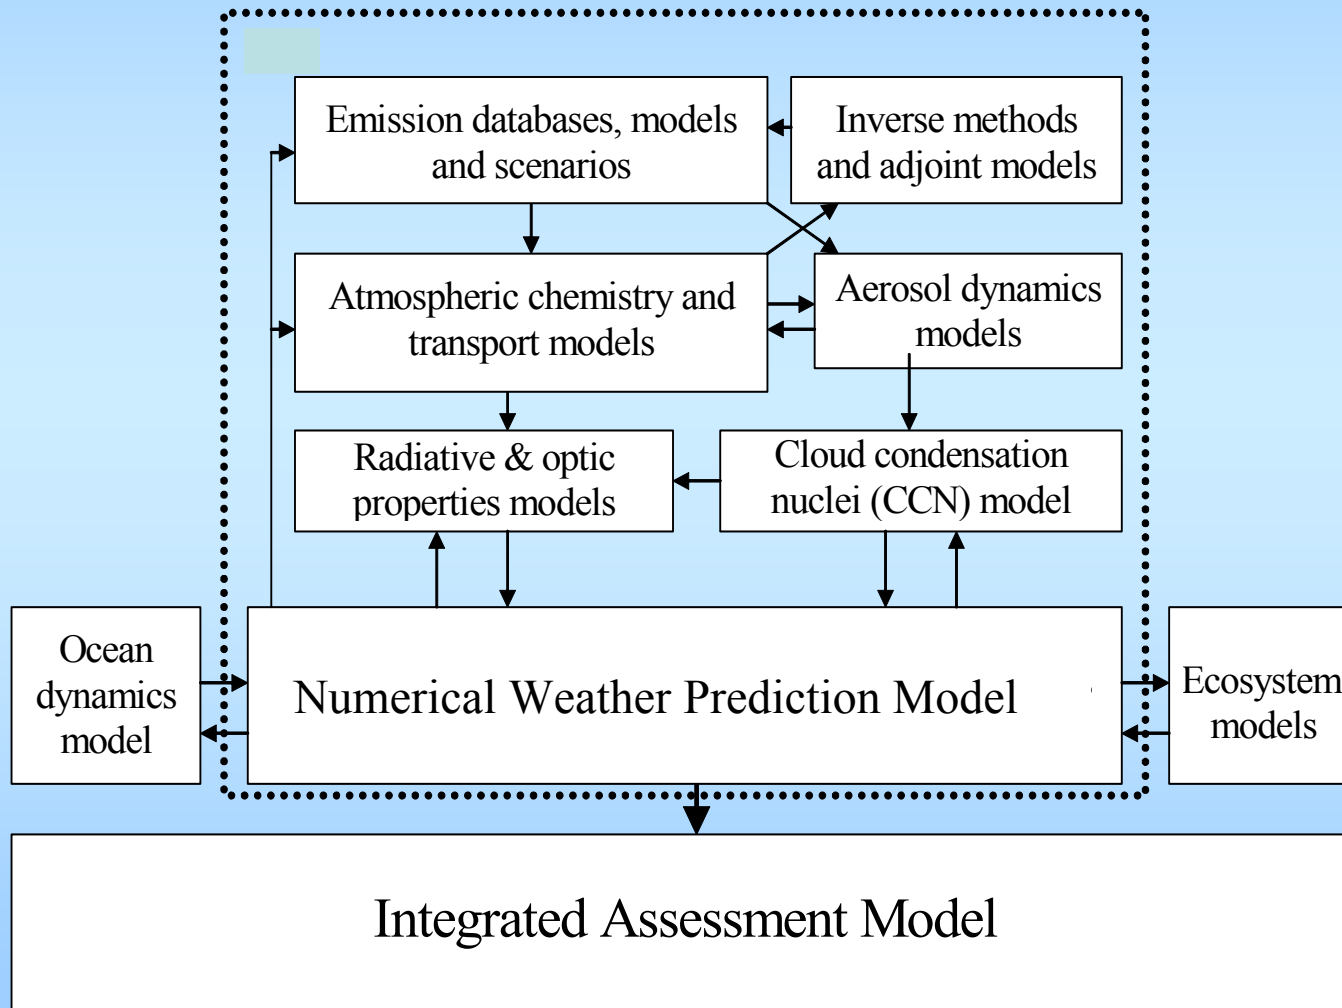 Emission databases, models
and scenarios
Inverse methods
and adjoint models
Atmospheric chemistry and
transport models
Aerosol dynamics
models
Radiative & optic
properties models
Cloud condensation
nuclei (CCN) model
Ocean
dynamics
model
Numerical Weather Prediction Model
Ecosystem
models
Integrated Assessment Model